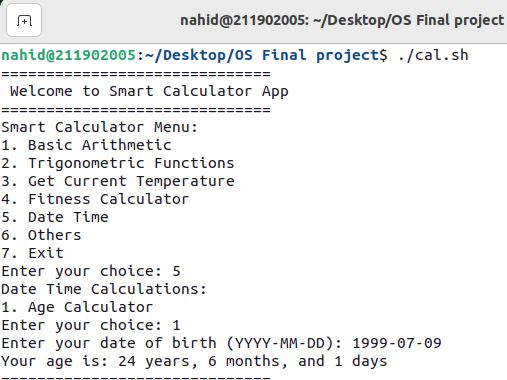 nahid@211902005: ~/Desktop/OS Final project
nahid@211902005:~/Desktop/OS Final project$ ./cal.sh
==============================
 Welcome to Smart Calculator App
==============================
Smart Calculator Menu:
1. Basic Arithmetic
2. Trigonometric Functions
3. Get Current Temperature
4. Fitness Calculator
5. Date Time
6. Others
7. Exit
Enter your choice: 5
Date Time Calculations:
1. Age Calculator
Enter your choice: 1
Enter your date of birth (YYYY-MM-DD): 1999-07-09
Your age is: 24 years, 6 months, and 1 days
==============================